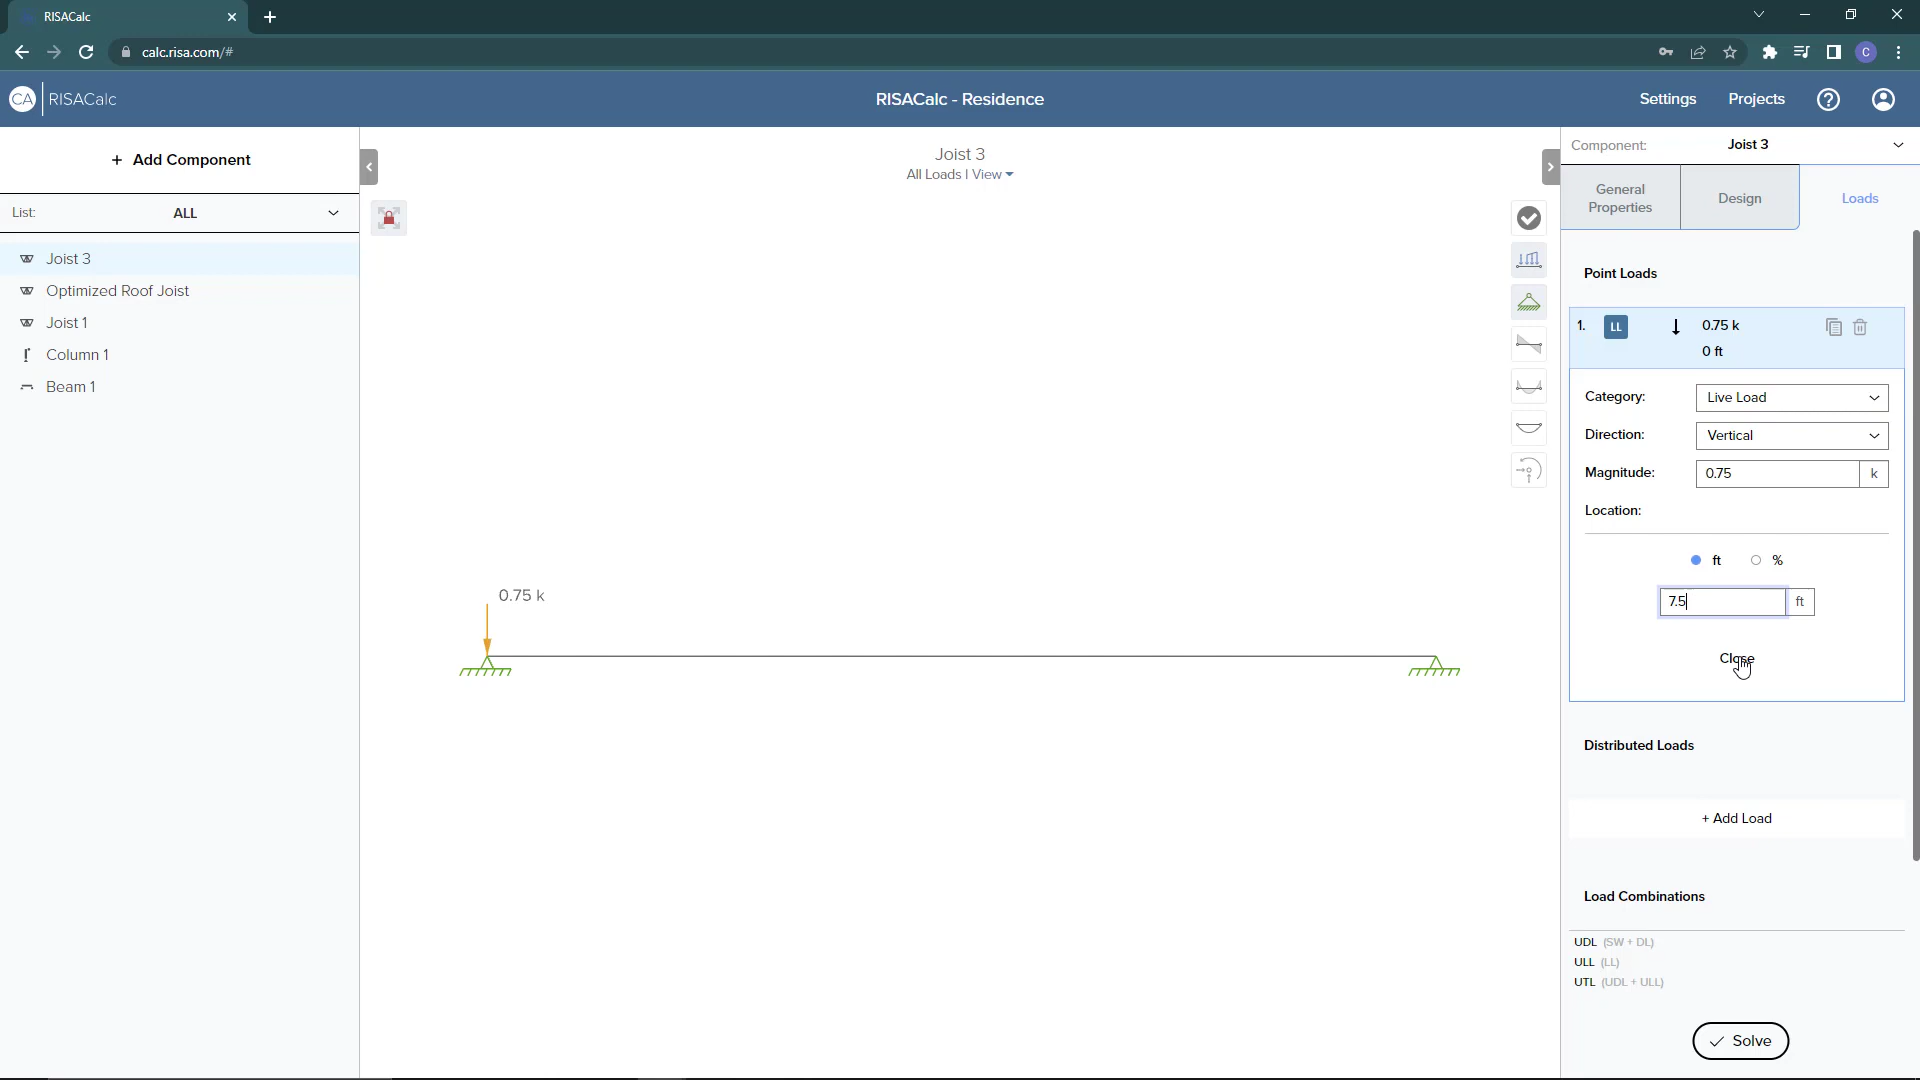 RISACalc
calc.risa.com/#
C
CA RISACalc
RISACalc - Residence
Settings
Projects
?
+ Add Component
List: ALL
Joist 3
Optimized Roof Joist
Joist 1
Column 1
Beam 1
Joist 3
All Loads | View
0.75 k
Component: Joist 3
General Properties
Design
Loads
Point Loads
1. LL 0.75 k
0 ft
Category: Live Load
Direction: Vertical
Magnitude: 0.75 k
Location:
ft %
7.5 ft
Close
Distributed Loads
+ Add Load
Load Combinations
UDL (SW + DL)
ULL (LL)
UTL (UDL + ULL)
Solve